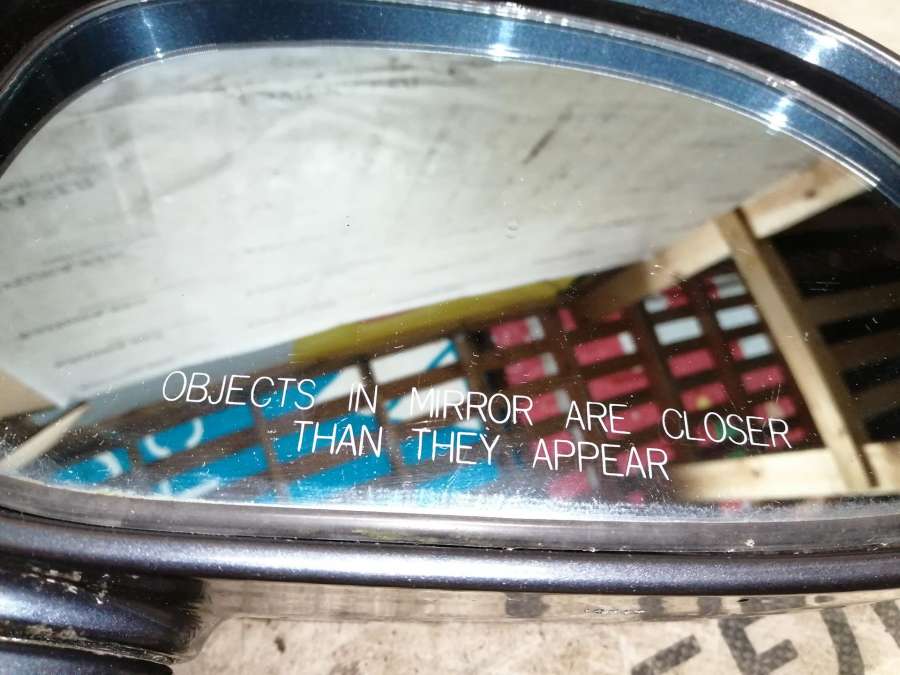 OBJECTS IN MIRROR ARE CLOSER
THAN THEY APPEAR